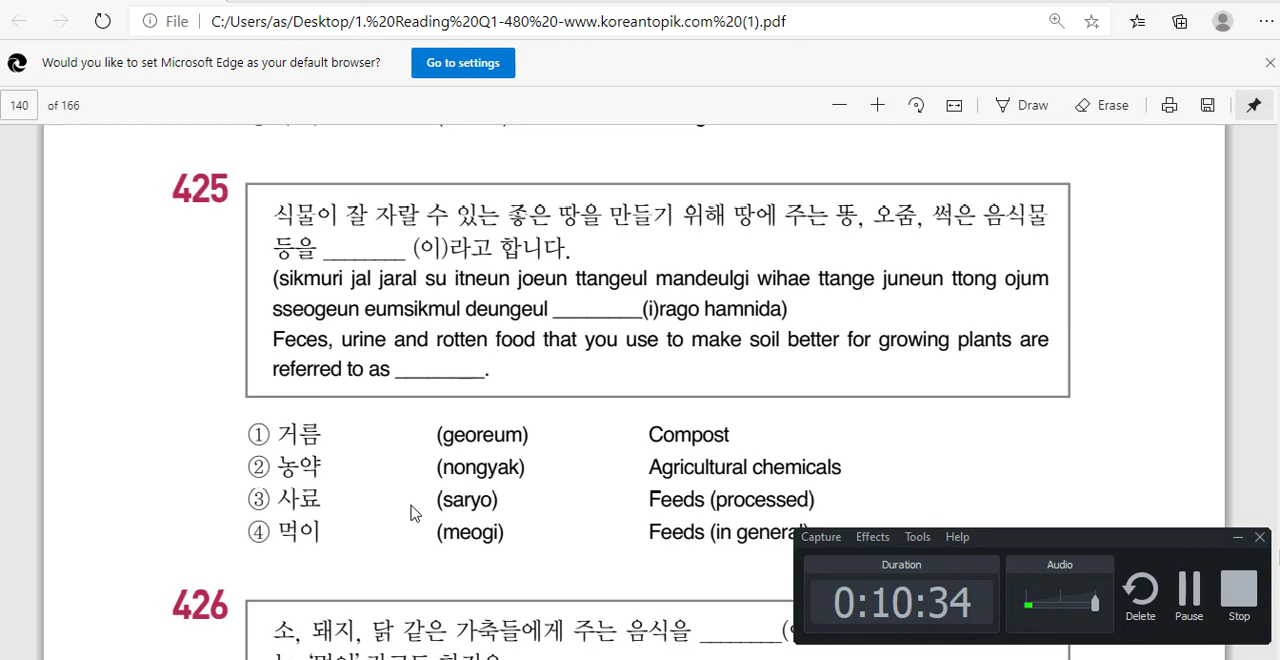 File C:/Users/as/Desktop/1.%20Reading%20Q1-480%20-www.koreantopik.com%20(1).pdf
Would you like to set Microsoft Edge as your default browser? Go to settings
140 of 166 Draw Erase
425
식물이 잘 자랄 수 있는 좋은 땅을 만들기 위해 땅에 주는 똥, 오줌, 썩은 음식물
등을 ________ (이)라고 합니다.
(sikmuri jal jaral su itneun joeun ttangeul mandeulgi wihae ttange juneun ttong ojum
sseogeun eumsikmul deungeul ________(i)rago hamnida)
Feces, urine and rotten food that you use to make soil better for growing plants are
referred to as ________.
① 거름 (georeum) Compost
② 농약 (nongyak) Agricultural chemicals
③ 사료 (saryo) Feeds (processed)
④ 먹이 (meogi) Feeds (in general)
Capture Effects Tools Help
Duration Audio
0:10:34
Delete Pause Stop
426
소, 돼지, 닭 같은 가축들에게 주는 음식을 _______